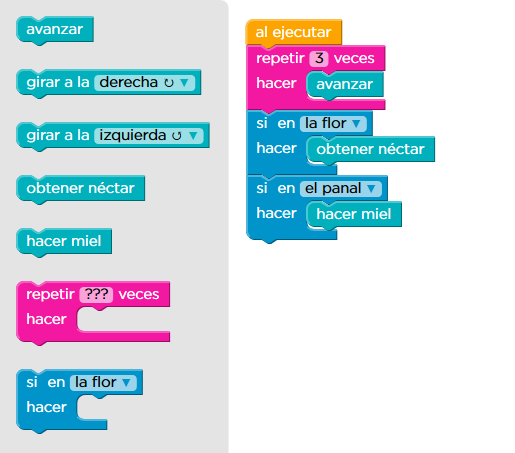 avanzar
girar a la derecha ↻ ▼
girar a la izquierda ↺ ▼
obtener néctar
hacer miel
repetir ??? veces
hacer
si en la flor ▼
hacer
al ejecutar
repetir 3 veces
hacer avanzar
si en la flor ▼
hacer obtener néctar
si en el panal ▼
hacer hacer miel